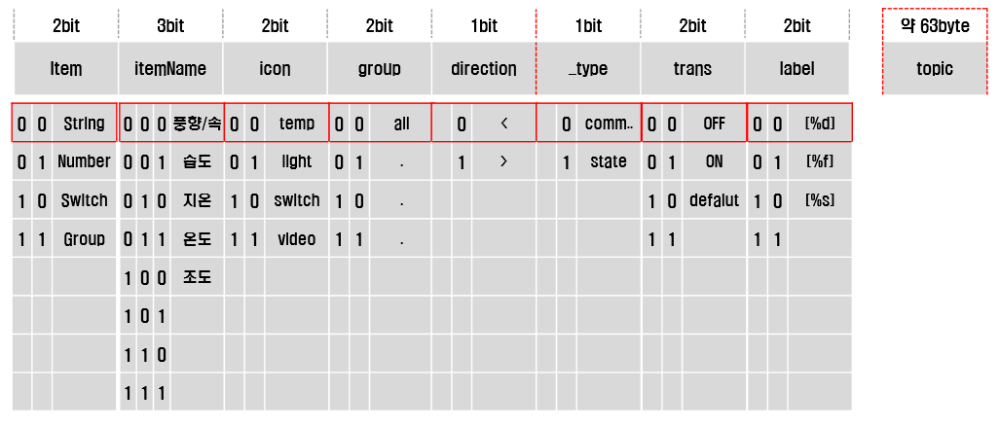 2bit 3bit 2bit 2bit 1bit 1bit 2bit 2bit 약 63byte
Item itemName icon group direction _type trans label topic
0 0 String 0 0 0 풍향/속 0 0 temp 0 0 all 0 < 0 comm.. 0 0 OFF 0 0 [%d]
0 1 Number 0 0 1 습도 0 1 light 0 1 . 1 > 1 state 0 1 ON 0 1 [%f]
1 0 Switch 0 1 0 지온 1 0 switch 1 0 . 1 0 defalut 1 0 [%s]
1 1 Group 0 1 1 온도 1 1 video 1 1 . 1 1 1 1
1 0 0 조도
1 0 1
1 1 0
1 1 1